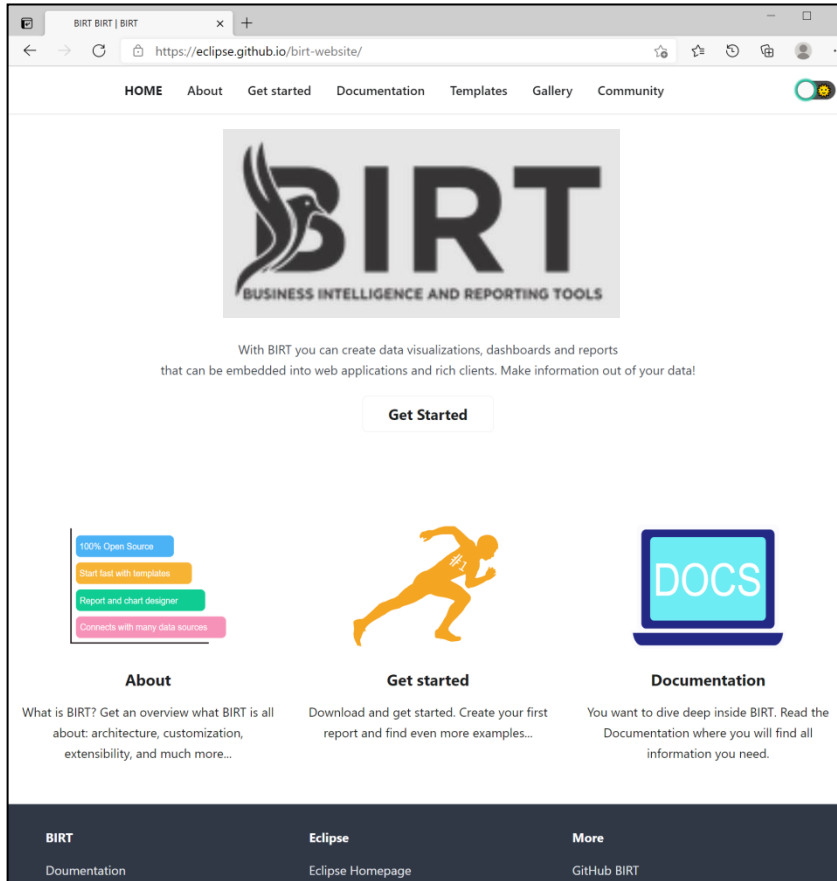 BIRT BIRT | BIRT
https://eclipse.github.io/birt-website/
HOME About Get started Documentation Templates Gallery Community
BIRT
BUSINESS INTELLIGENCE AND REPORTING TOOLS
With BIRT you can create data visualizations, dashboards and reports
that can be embedded into web applications and rich clients. Make information out of your data!
Get Started
100% Open Source
Start fast with templates
Report and chart designer
Connects with many data sources
#1
DOCS
About
What is BIRT? Get an overview what BIRT is all
about: architecture, customization,
extensibility, and much more...
Get started
Download and get started. Create your first
report and find even more examples...
Documentation
You want to dive deep inside BIRT. Read the
Documentation where you will find all
information you need.
BIRT
Doumentation
Eclipse
Eclipse Homepage
More
GitHub BIRT